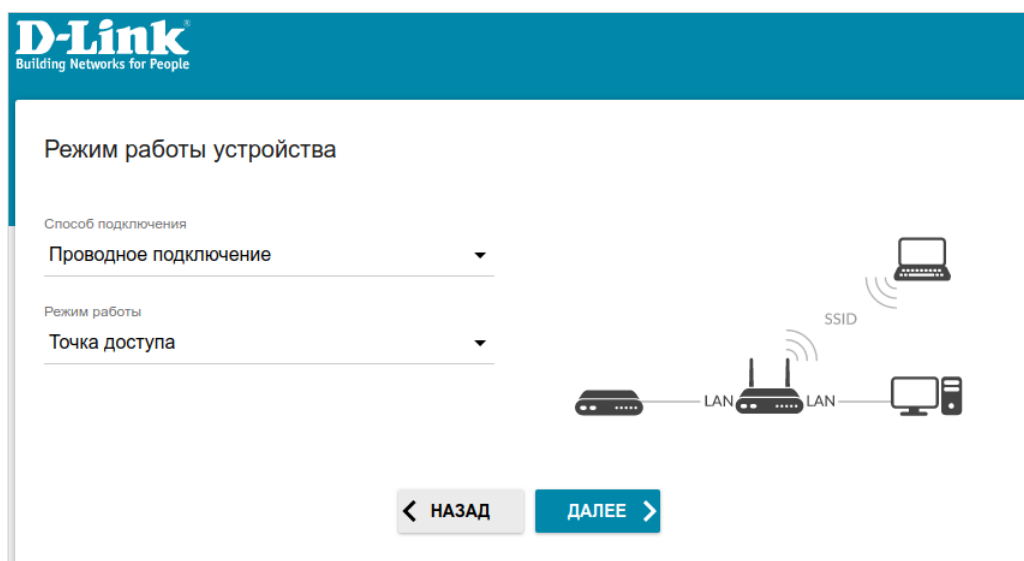 D-Link®
Building Networks for People
Режим работы устройства
Способ подключения
Проводное подключение
Режим работы
Точка доступа
SSID
LAN
LAN
НАЗАД
ДАЛЕЕ